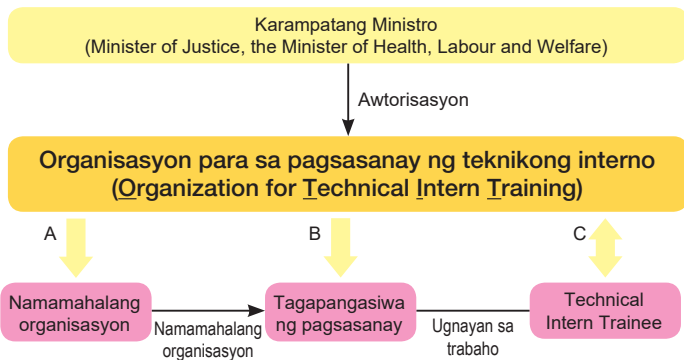 Karampatang Ministro
(Minister of Justice, the Minister of Health, Labour and Welfare)
Awtorisasyon
Organisasyon para sa pagsasanay ng teknikong interno
(Organization for Technical Intern Training)
A
B
C
Namamahalang
organisasyon
Namamahalang
organisasyon
Tagapangasiwa
ng pagsasanay
Ugnayan sa
trabaho
Technical
Intern Trainee